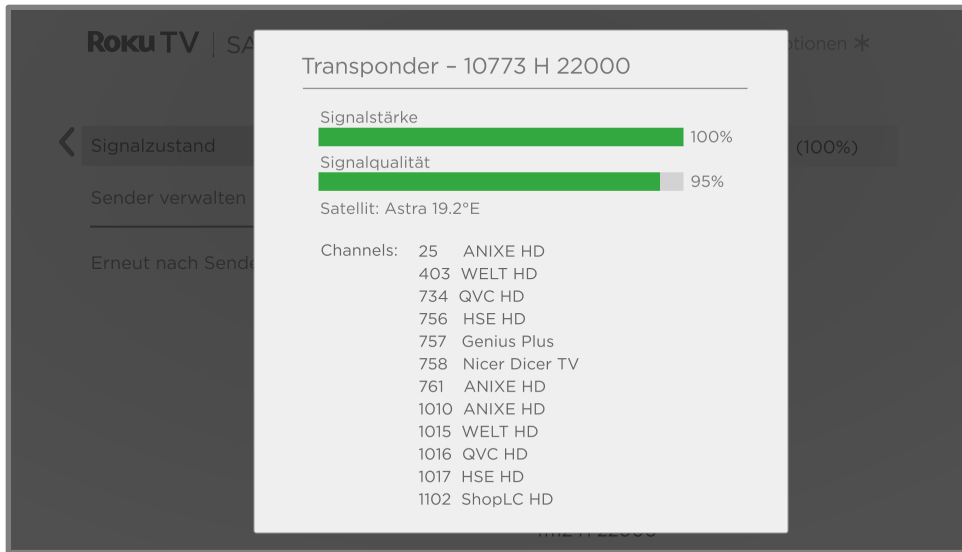 Roku TV | SA
Optionen
Transponder – 10773 H 22000
Signalstärke
100%
Signalzustand
(100%)
Signalqualität
95%
Sender verwalten
Satellit: Astra 19.2°E
Erneut nach Sende
Channels: 25 ANIXE HD
403 WELT HD
734 QVC HD
756 HSE HD
757 Genius Plus
758 Nicer Dicer TV
761 ANIXE HD
1010 ANIXE HD
1015 WELT HD
1016 QVC HD
1017 HSE HD
1102 ShopLC HD